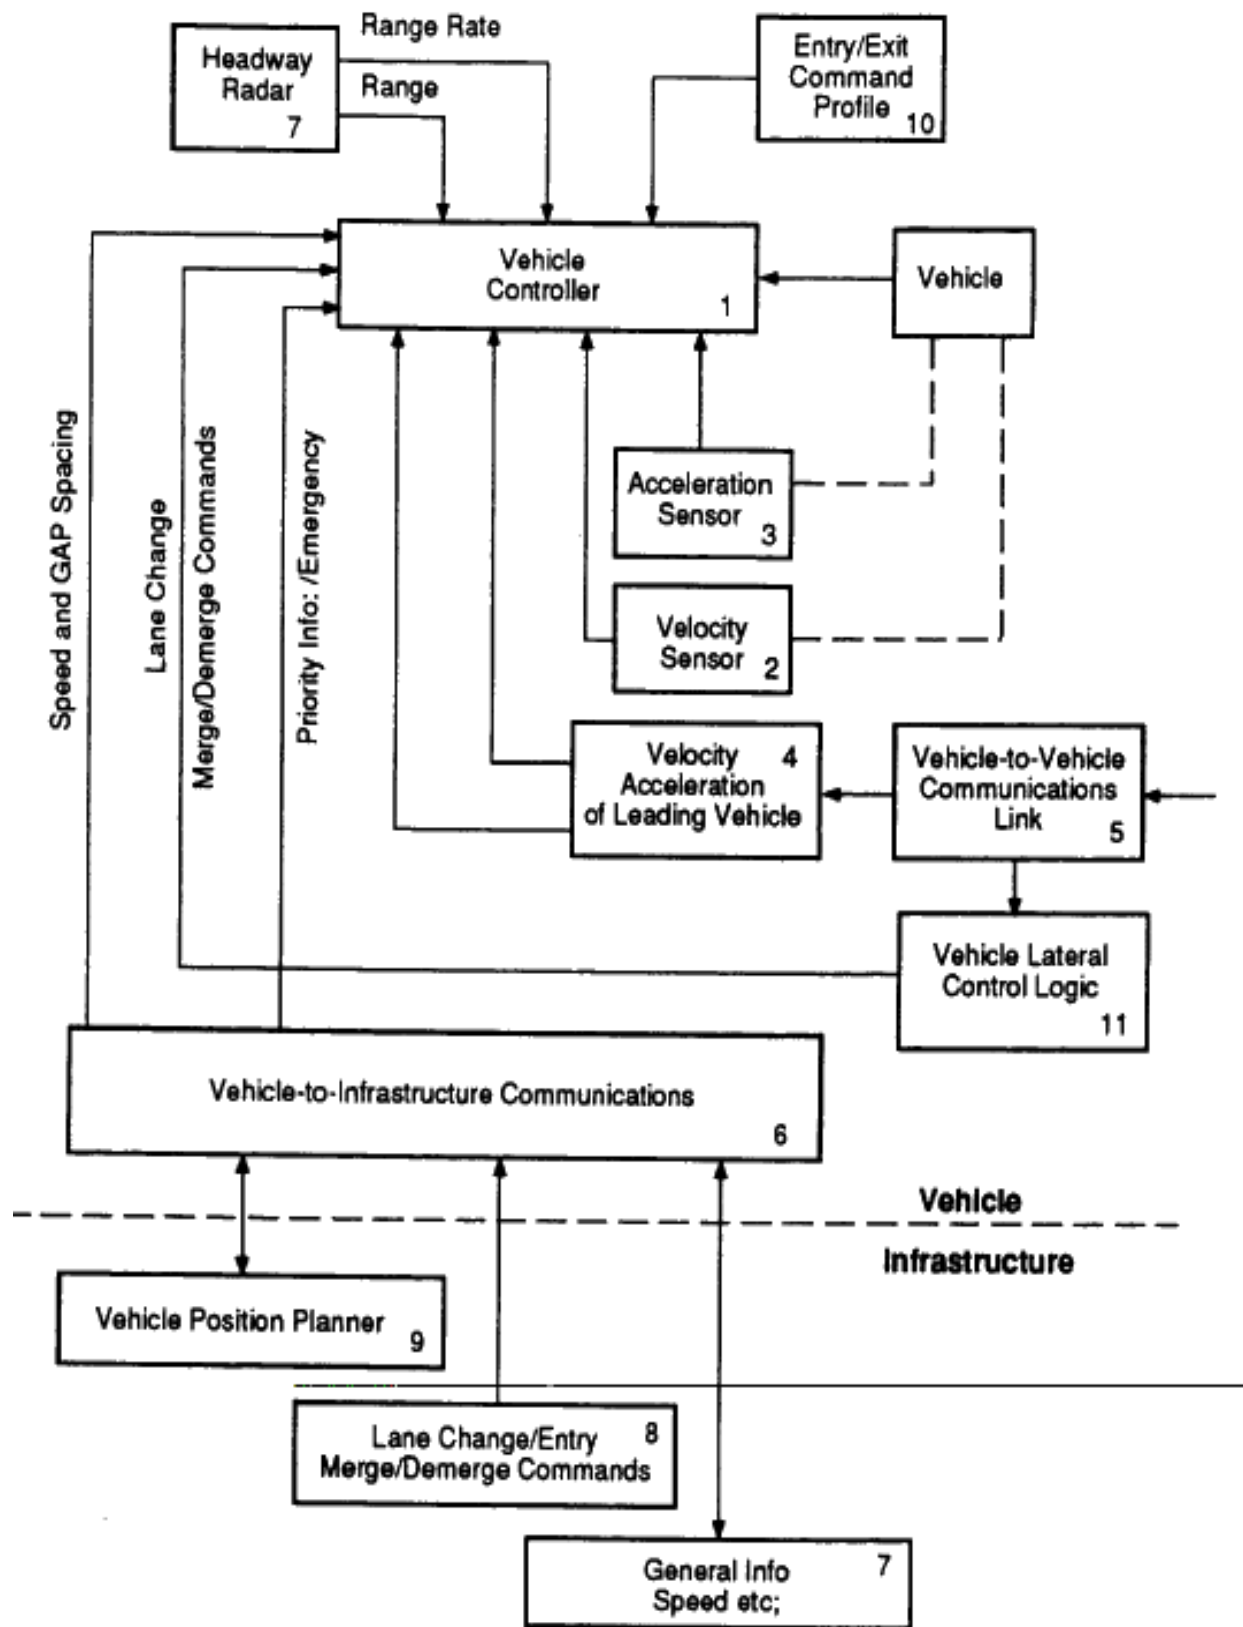 Range Rate
Headway
Radar
7
Range
Entry/Exit
Command
Profile
10
Vehicle
Controller
1
Vehicle
Speed and GAP Spacing
Lane Change
Merge/Demerge Commands
Priority Info: /Emergency
Acceleration
Sensor
3
Velocity
Sensor
2
Velocity
4
Acceleration
of Leading Vehicle
Vehicle-to-Vehicle
Communications
Link
5
Vehicle Lateral
Control Logic
11
Vehicle-to-Infrastructure Communications
6
Vehicle
Infrastructure
Vehicle Position Planner
9
Lane Change/Entry
8
Merge/Demerge Commands
General Info
7
Speed etc;